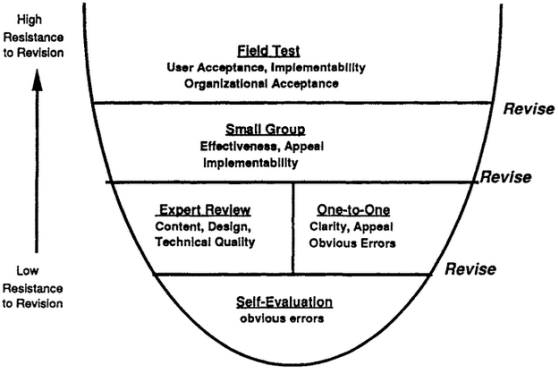 High
Resistance
to Revision
Field Test
User Acceptance, Implementability
Organizational Acceptance
Revise
Small Group
Effectiveness, Appeal
Implementability
Revise
Expert Review
Content, Design,
Technical Quality
One-to-One
Clarity, Appeal
Obvious Errors
Revise
Low
Resistance
to Revision
Self-Evaluation
obvious errors